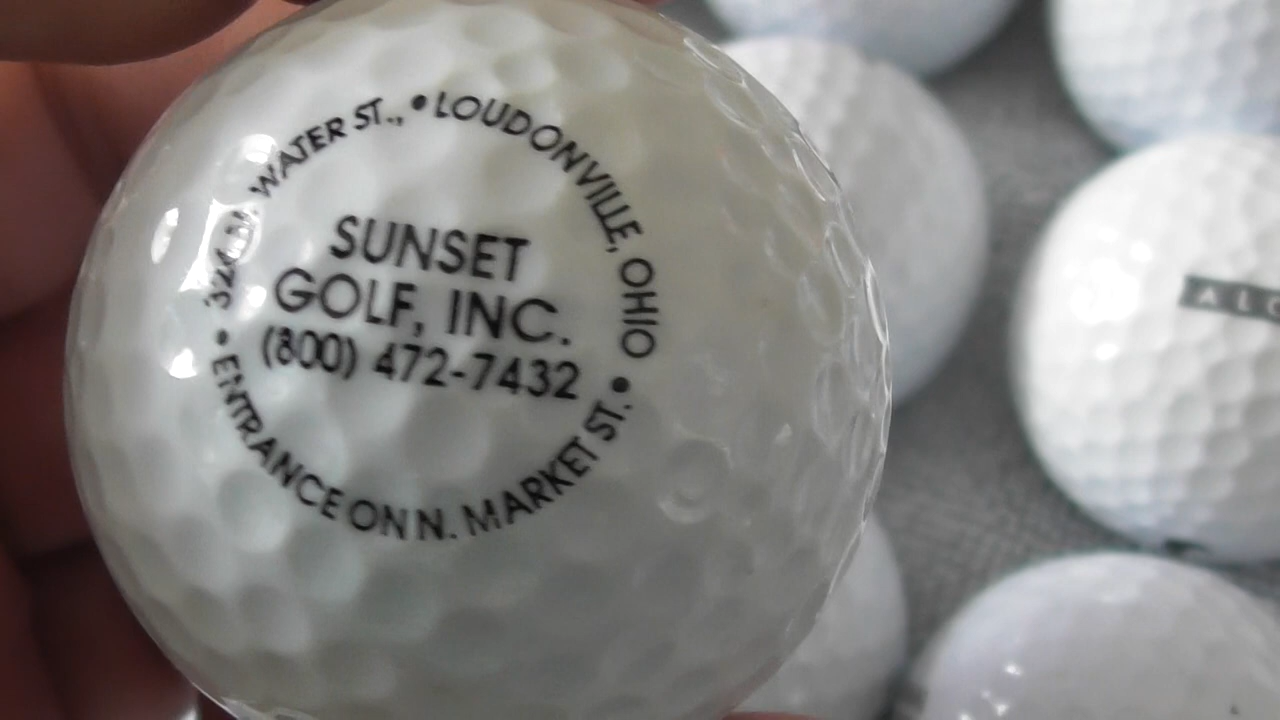 SUNSET
GOLF, INC.
(800) 472-7432
N. WATER ST., • LOUDONVILLE, OHIO
• ENTRANCE ON N. MARKET ST. •